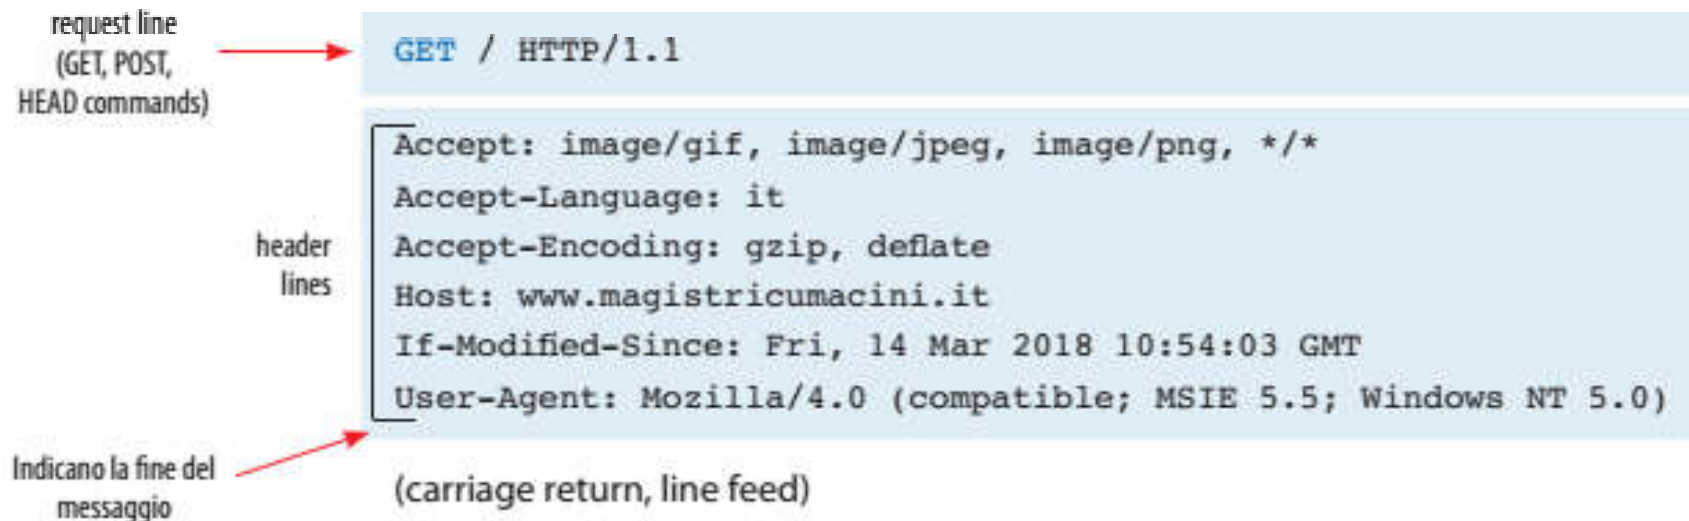 request line
(GET, POST,
HEAD commands)
GET / HTTP/1.1
header
lines
Accept: image/gif, image/jpeg, image/png, */*
Accept-Language: it
Accept-Encoding: gzip, deflate
Host: www.magistricumacini.it
If-Modified-Since: Fri, 14 Mar 2018 10:54:03 GMT
User-Agent: Mozilla/4.0 (compatible; MSIE 5.5; Windows NT 5.0)
Indicano la fine del
messaggio
(carriage return, line feed)